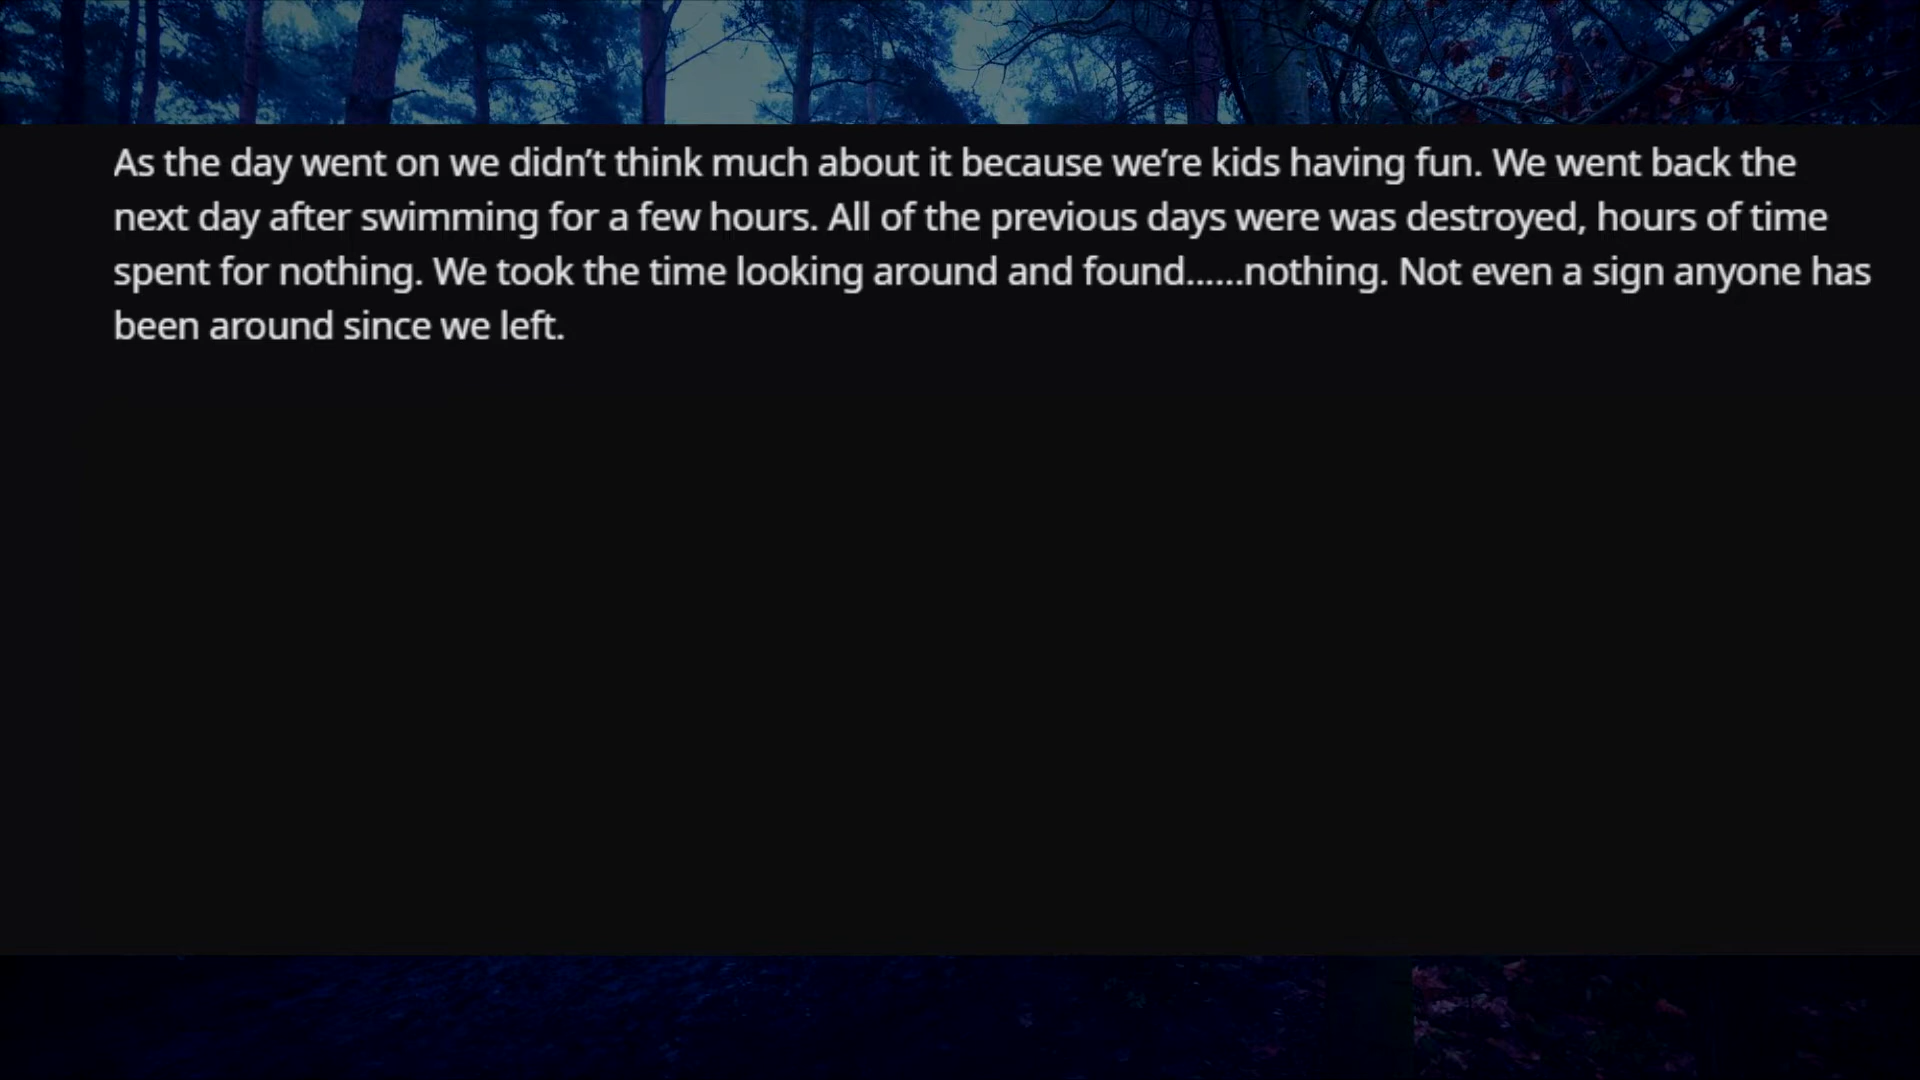 As the day went on we didn’t think much about it because we’re kids having fun. We went back the
next day after swimming for a few hours. All of the previous days were was destroyed, hours of time
spent for nothing. We took the time looking around and found......nothing. Not even a sign anyone has
been around since we left.